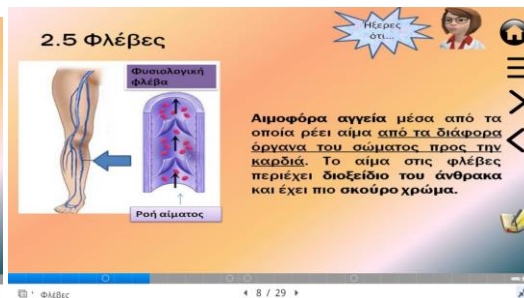 2.5 Φλέβες
Ήξερες
ότι...
Φυσιολογική
φλέβα
Ροή αίματος
Αιμοφόρα αγγεία μέσα από τα
οποία ρέει αίμα από τα διάφορα
όργανα του σώματος προς την
καρδιά. Το αίμα στις φλέβες
περιέχει διοξείδιο του άνθρακα
και έχει πιο σκούρο χρώμα.
Φλέβες
8 / 29